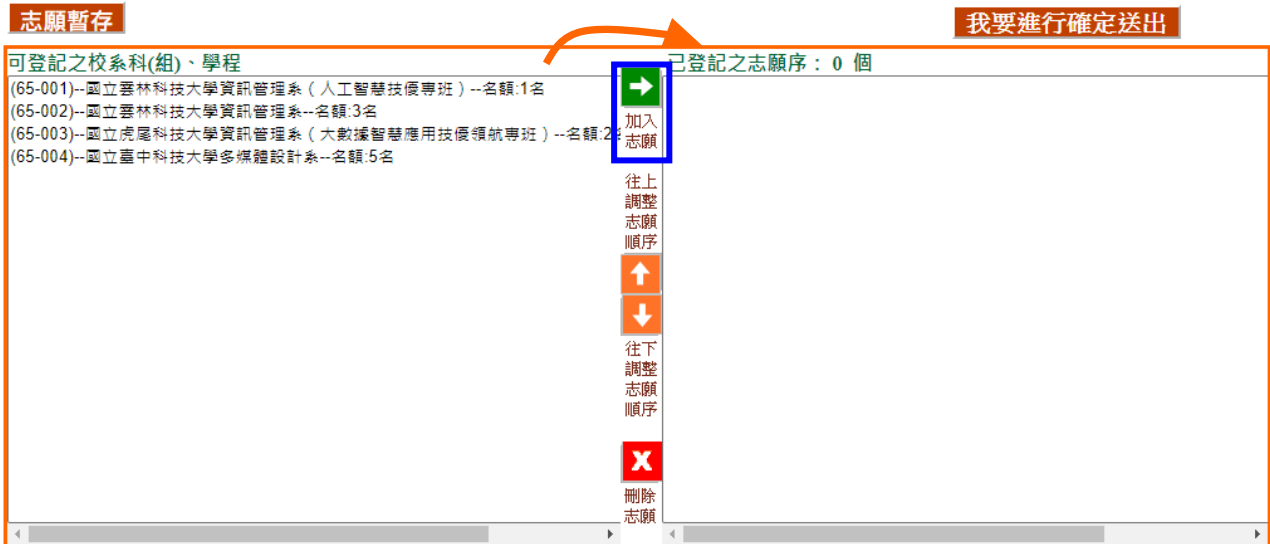 志願暫存
我要進行確定送出
可登記之校系科(組)、學程
(65-001)--國立雲林科技大學資訊管理系（人工智慧技優專班）--名額:1名
(65-002)--國立雲林科技大學資訊管理系--名額:3名
(65-003)--國立虎尾科技大學資訊管理系（大數據智慧應用技優領航專班）--名額:2名
(65-004)--國立臺中科技大學多媒體設計系--名額:5名
加入
志願
往上
調整
志願
順序
往下
調整
志願
順序
X
刪除
志願
已登記之志願序： 0 個